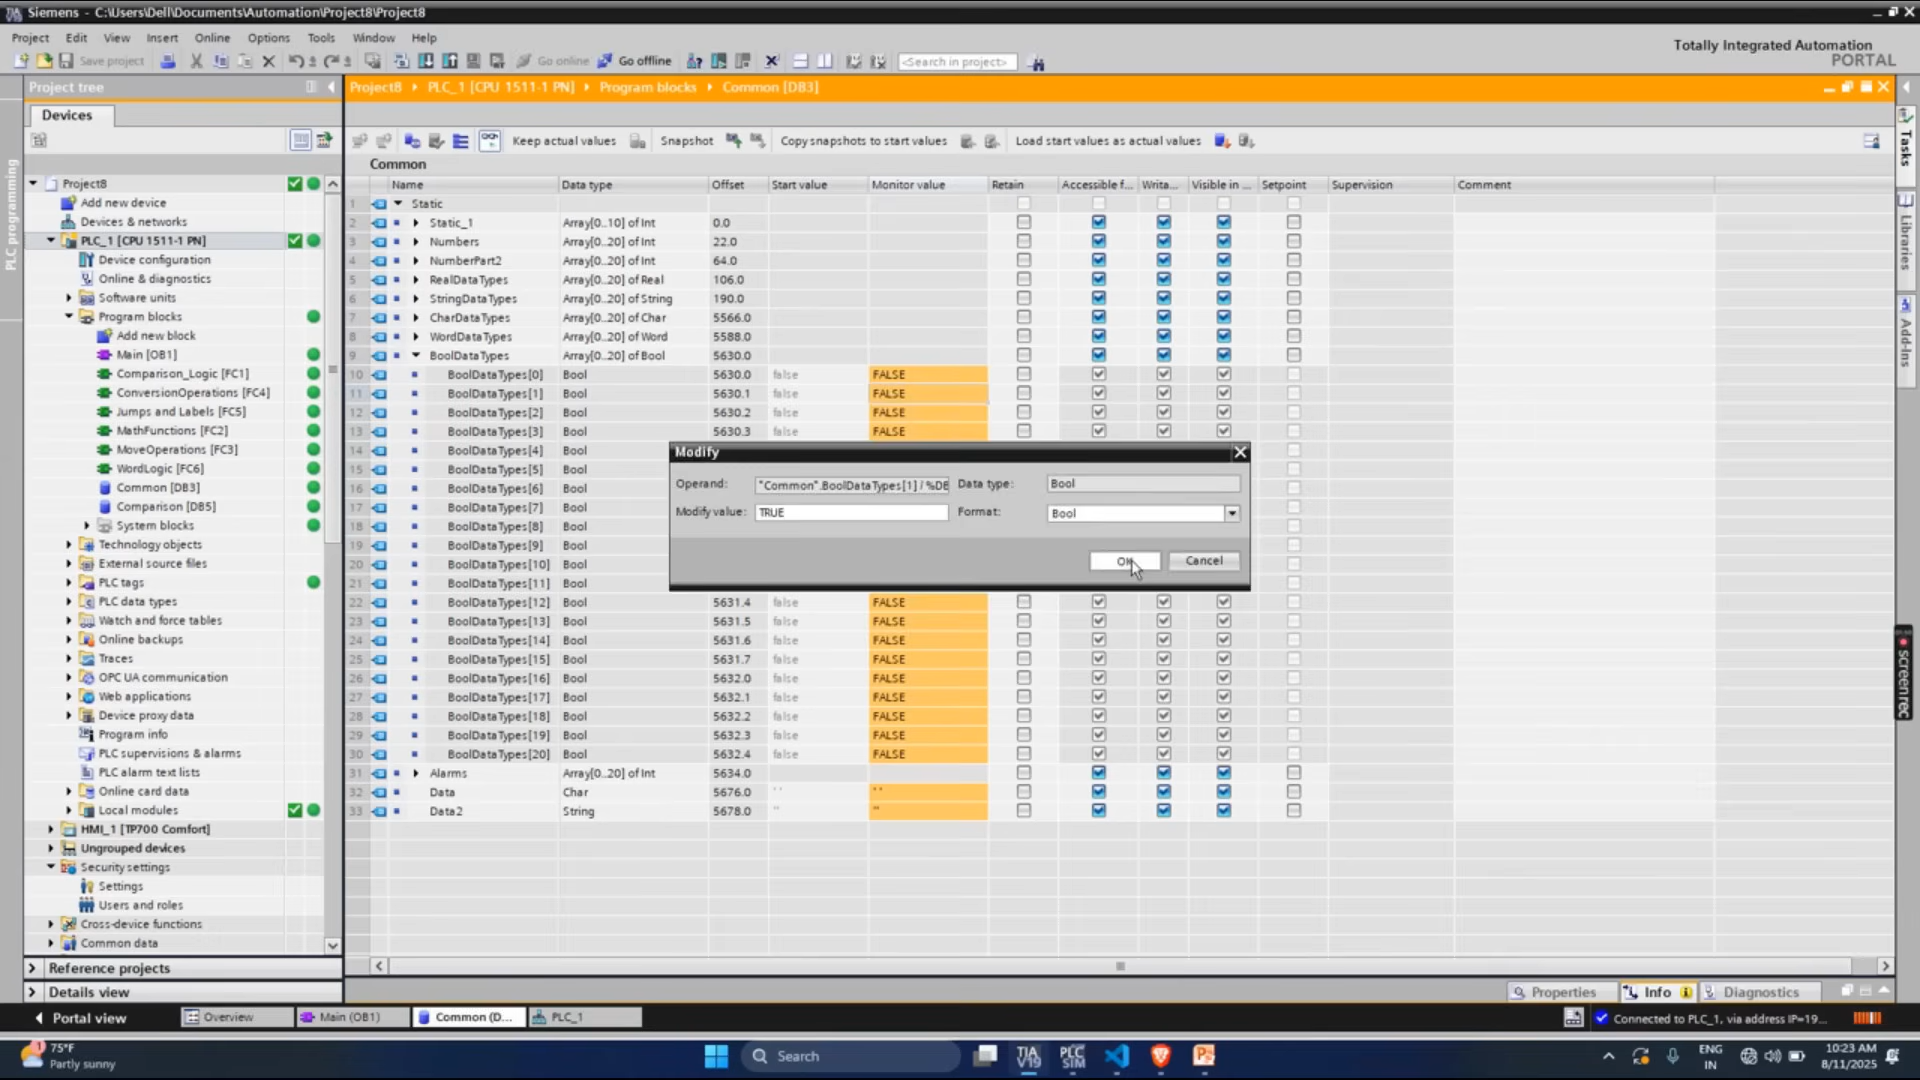 Siemens - C:\Users\Dell\Documents\Automation\Project8\Project8
Project Edit View Insert Online Options Tools Window Help
Totally Integrated Automation
PORTAL
Save project Go online Go offline <Search in project>
Project tree
Project8 PLC_1 [CPU 1511-1 PN] Program blocks Common [DB3]
Devices
Keep actual values Snapshot Copy snapshots to start values Load start values as actual values
Common
Name Data type Offset Start value Monitor value Retain Accessible f... Writa... Visible in ... Setpoint Supervision Comment
1 Static
2 Static_1 Array[0..10] of Int 0.0
3 Numbers Array[0..20] of Int 22.0
4 NumberPart2 Array[0..20] of Int 64.0
5 RealDataTypes Array[0..20] of Real 106.0
6 StringDataTypes Array[0..20] of String 190.0
7 CharDataTypes Array[0..20] of Char 5566.0
8 WordDataTypes Array[0..20] of Word 5588.0
9 BoolDataTypes Array[0..20] of Bool 5630.0
10 BoolDataTypes[0] Bool 5630.0 false FALSE
11 BoolDataTypes[1] Bool 5630.1 false FALSE
12 BoolDataTypes[2] Bool 5630.2 false FALSE
13 BoolDataTypes[3] Bool 5630.3 false FALSE
14 BoolDataTypes[4] Bool
15 BoolDataTypes[5] Bool
16 BoolDataTypes[6] Bool
17 BoolDataTypes[7] Bool
18 BoolDataTypes[8] Bool
19 BoolDataTypes[9] Bool
20 BoolDataTypes[10] Bool
21 BoolDataTypes[11] Bool
22 BoolDataTypes[12] Bool 5631.4 false FALSE
23 BoolDataTypes[13] Bool 5631.5 false FALSE
24 BoolDataTypes[14] Bool 5631.6 false FALSE
25 BoolDataTypes[15] Bool 5631.7 false FALSE
26 BoolDataTypes[16] Bool 5632.0 false FALSE
27 BoolDataTypes[17] Bool 5632.1 false FALSE
28 BoolDataTypes[18] Bool 5632.2 false FALSE
29 BoolDataTypes[19] Bool 5632.3 false FALSE
30 BoolDataTypes[20] Bool 5632.4 false FALSE
31 Alarms Array[0..20] of Int 5634.0
32 Data Char 5676.0 ' ' ' '
33 Data2 String 5678.0 '' ''
Modify
Operand: "Common".BoolDataTypes[1] / %DB Data type: Bool
Modify value: TRUE Format: Bool
OK Cancel
Project8
Add new device
Devices & networks
PLC_1 [CPU 1511-1 PN]
Device configuration
Online & diagnostics
Software units
Program blocks
Add new block
Main [OB1]
Comparison_Logic [FC1]
ConversionOperations [FC4]
Jumps and Labels [FC5]
MathFunctions [FC2]
MoveOperations [FC3]
WordLogic [FC6]
Common [DB3]
Comparison [DB5]
System blocks
Technology objects
External source files
PLC tags
PLC data types
Watch and force tables
Online backups
Traces
OPC UA communication
Web applications
Device proxy data
Program info
PLC supervisions & alarms
PLC alarm text lists
Online card data
Local modules
HMI_1 [TP700 Comfort]
Ungrouped devices
Security settings
Settings
Users and roles
Cross-device functions
Common data
Reference projects
Details view
PLC programming
Tasks
Libraries
Add-Ins
screenrec
Properties Info Diagnostics
Portal view Overview Main (OB1) Common (D... PLC_1
Connected to PLC_1, via address IP=19...
75°F
Partly sunny
Search
TIA V19
PLC SIM
ENG
IN
10:23 AM
8/11/2025